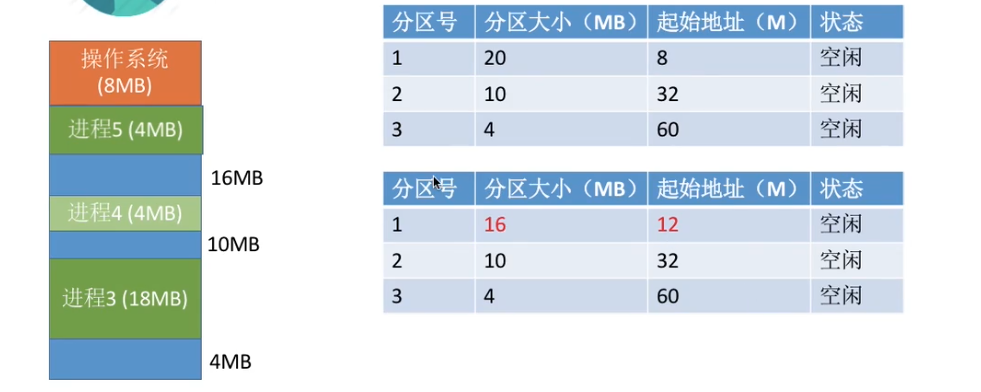 操作系统
(8MB)
进程5 (4MB)
16MB
进程4 (4MB)
10MB
进程3 (18MB)
4MB
分区号 分区大小（MB） 起始地址（M） 状态
1 20 8 空闲
2 10 32 空闲
3 4 60 空闲
分区号 分区大小（MB） 起始地址（M） 状态
1 16 12 空闲
2 10 32 空闲
3 4 60 空闲